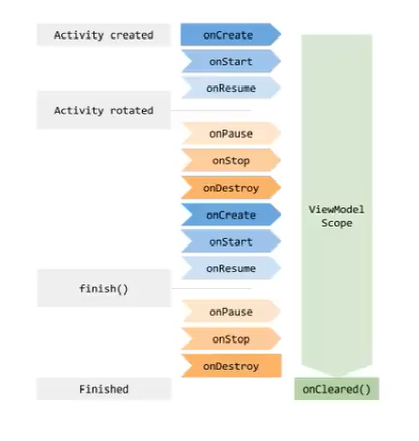 Activity created
onCreate
onStart
onResume
Activity rotated
onPause
onStop
onDestroy
onCreate
onStart
onResume
finish()
onPause
onStop
onDestroy
Finished
ViewModel
Scope
onCleared()